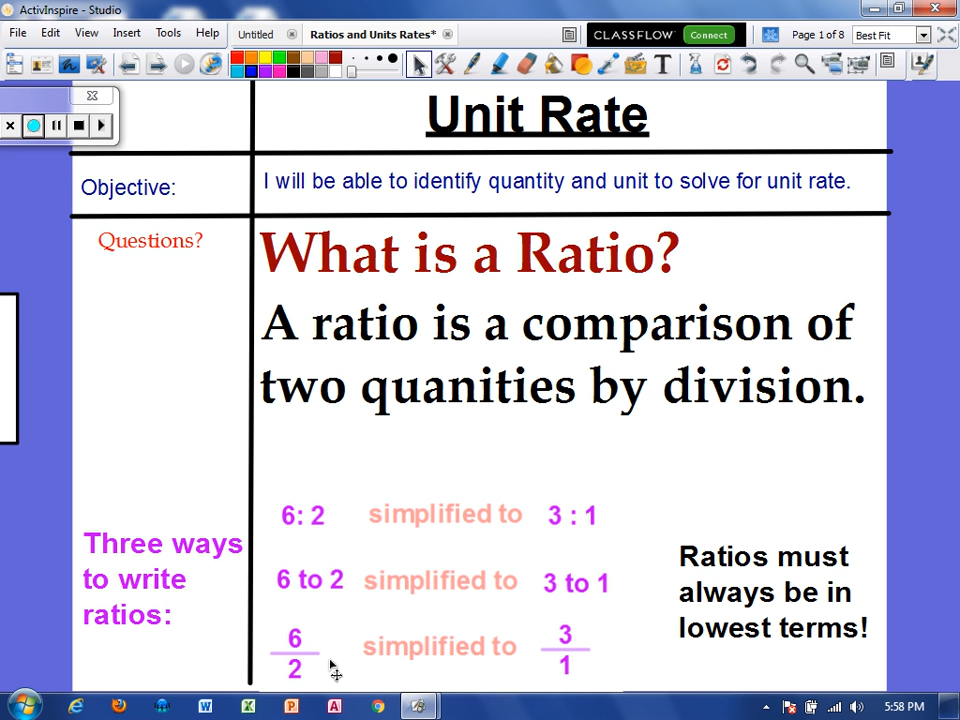 ActivInspire - Studio
File Edit View Insert Tools Help Untitled Ratios and Units Rates* CLASSFLOW Connect Page 1 of 8 Best Fit
Unit Rate
Objective: I will be able to identify quantity and unit to solve for unit rate.
Questions?
What is a Ratio?
A ratio is a comparison of
two quanities by division.
6: 2 simplified to 3 : 1
Three ways
to write
ratios:
6 to 2 simplified to 3 to 1
6
2
simplified to
3
1
Ratios must
always be in
lowest terms!
5:58 PM